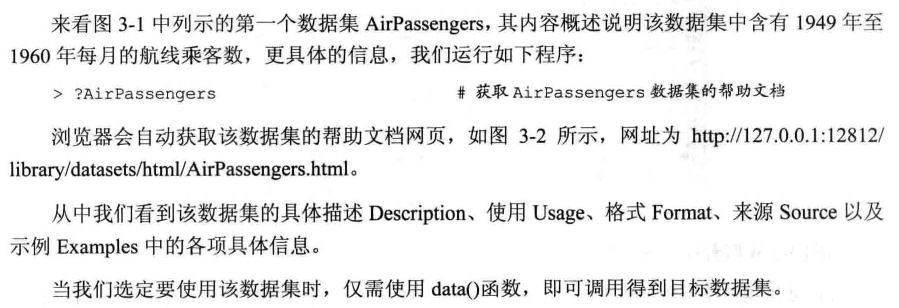 来看图 3-1 中列示的第一个数据集 AirPassengers，其内容概述说明该数据集中含有 1949 年至
1960 年每月的航线乘客数，更具体的信息，我们运行如下程序：
> ?AirPassengers # 获取 AirPassengers 数据集的帮助文档
浏览器会自动获取该数据集的帮助文档网页，如图 3-2 所示，网址为 http://127.0.0.1:12812/
library/datasets/html/AirPassengers.html。
从中我们看到该数据集的具体描述 Description、使用 Usage、格式 Format、来源 Source 以及
示例 Examples 中的各项具体信息。
当我们选定要使用该数据集时，仅需使用 data()函数，即可调用得到目标数据集。